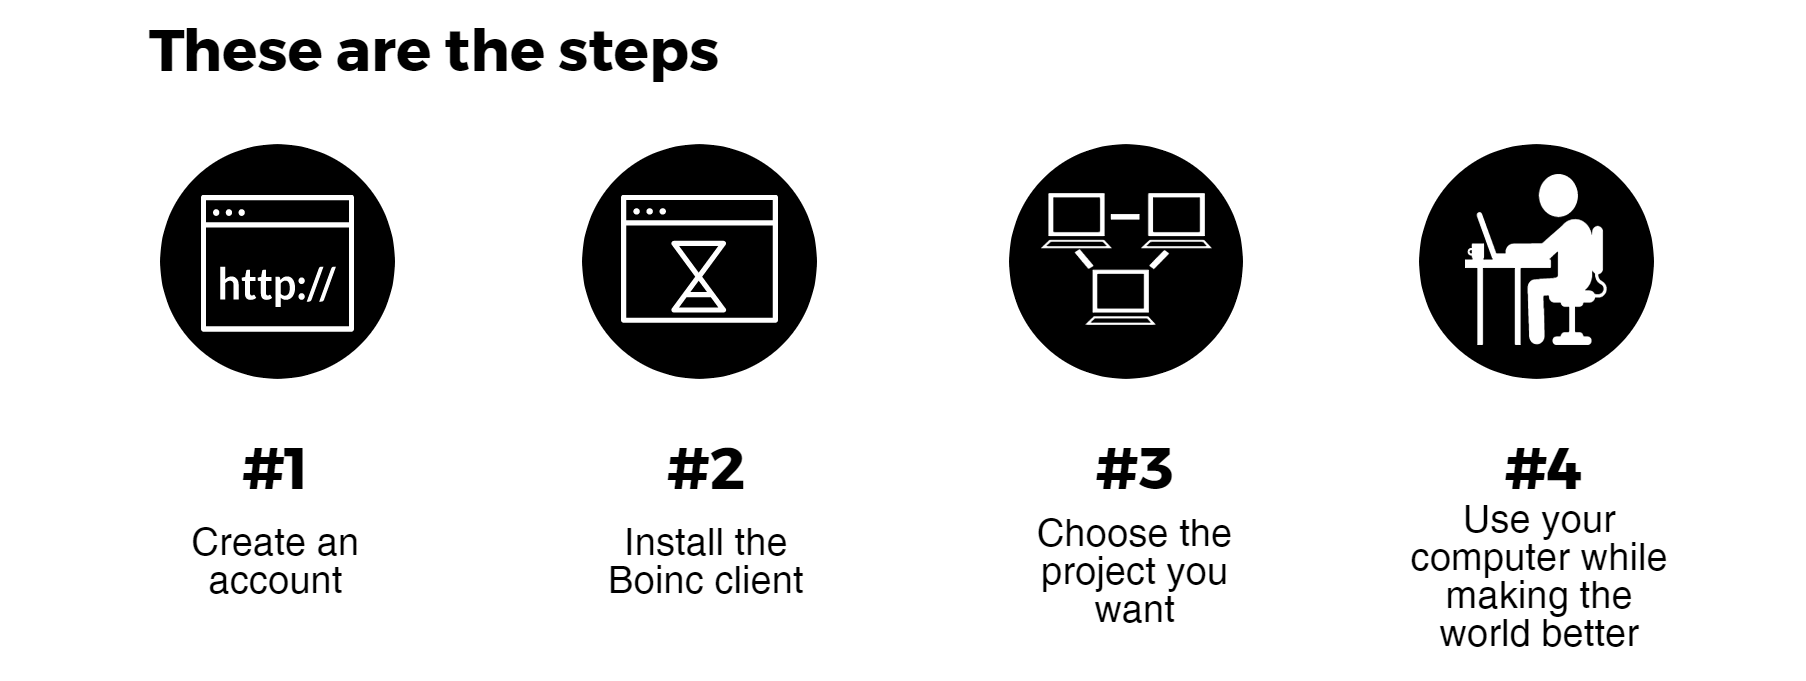 These are the steps
http://
#1
Create an
account
#2
Install the
Boinc client
#3
Choose the
project you
want
#4
Use your
computer while
making the
world better